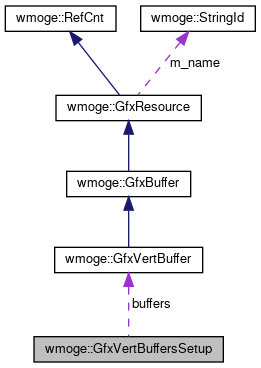 wmoge::RefCnt
wmoge::StringId
m_name
wmoge::GfxResource
wmoge::GfxBuffer
wmoge::GfxVertBuffer
buffers
wmoge::GfxVertBuffersSetup